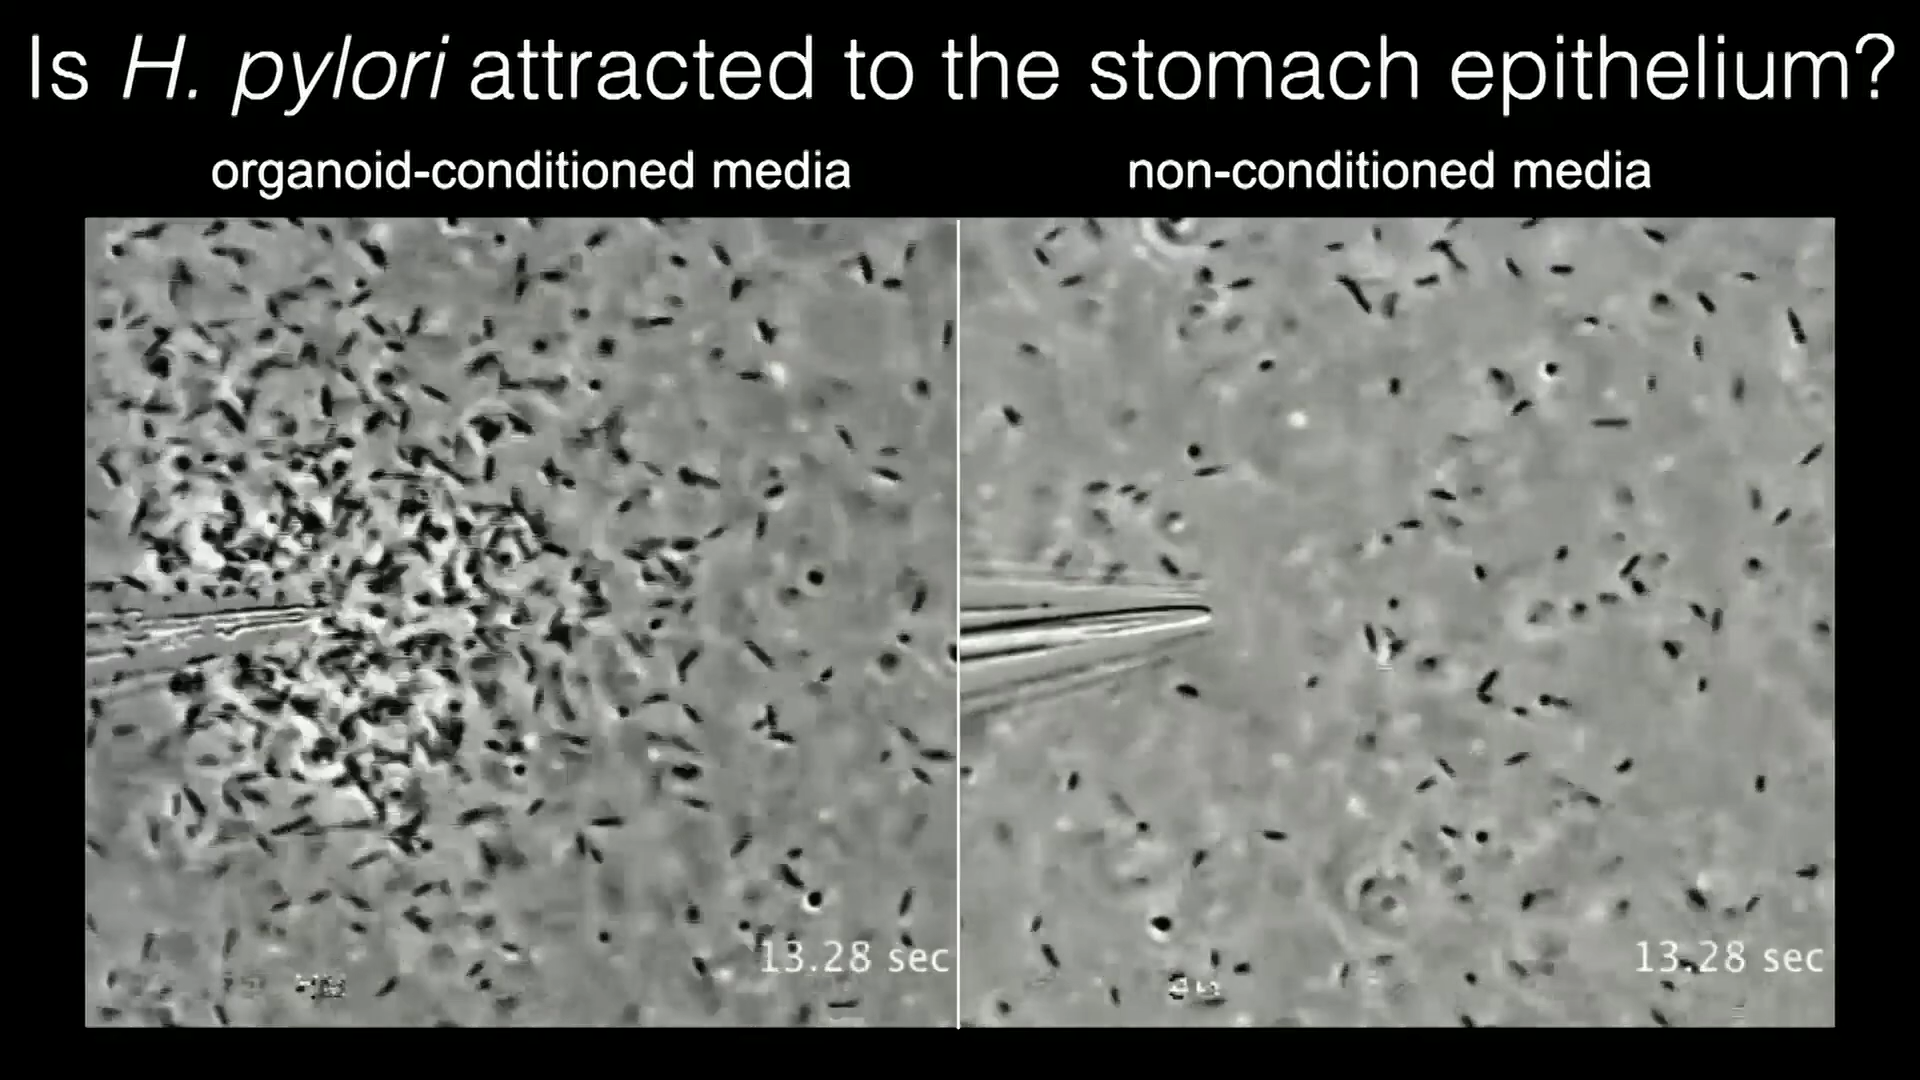 Is H. pylori attracted to the stomach epithelium?
organoid-conditioned media
non-conditioned media
13.28 sec
13.28 sec